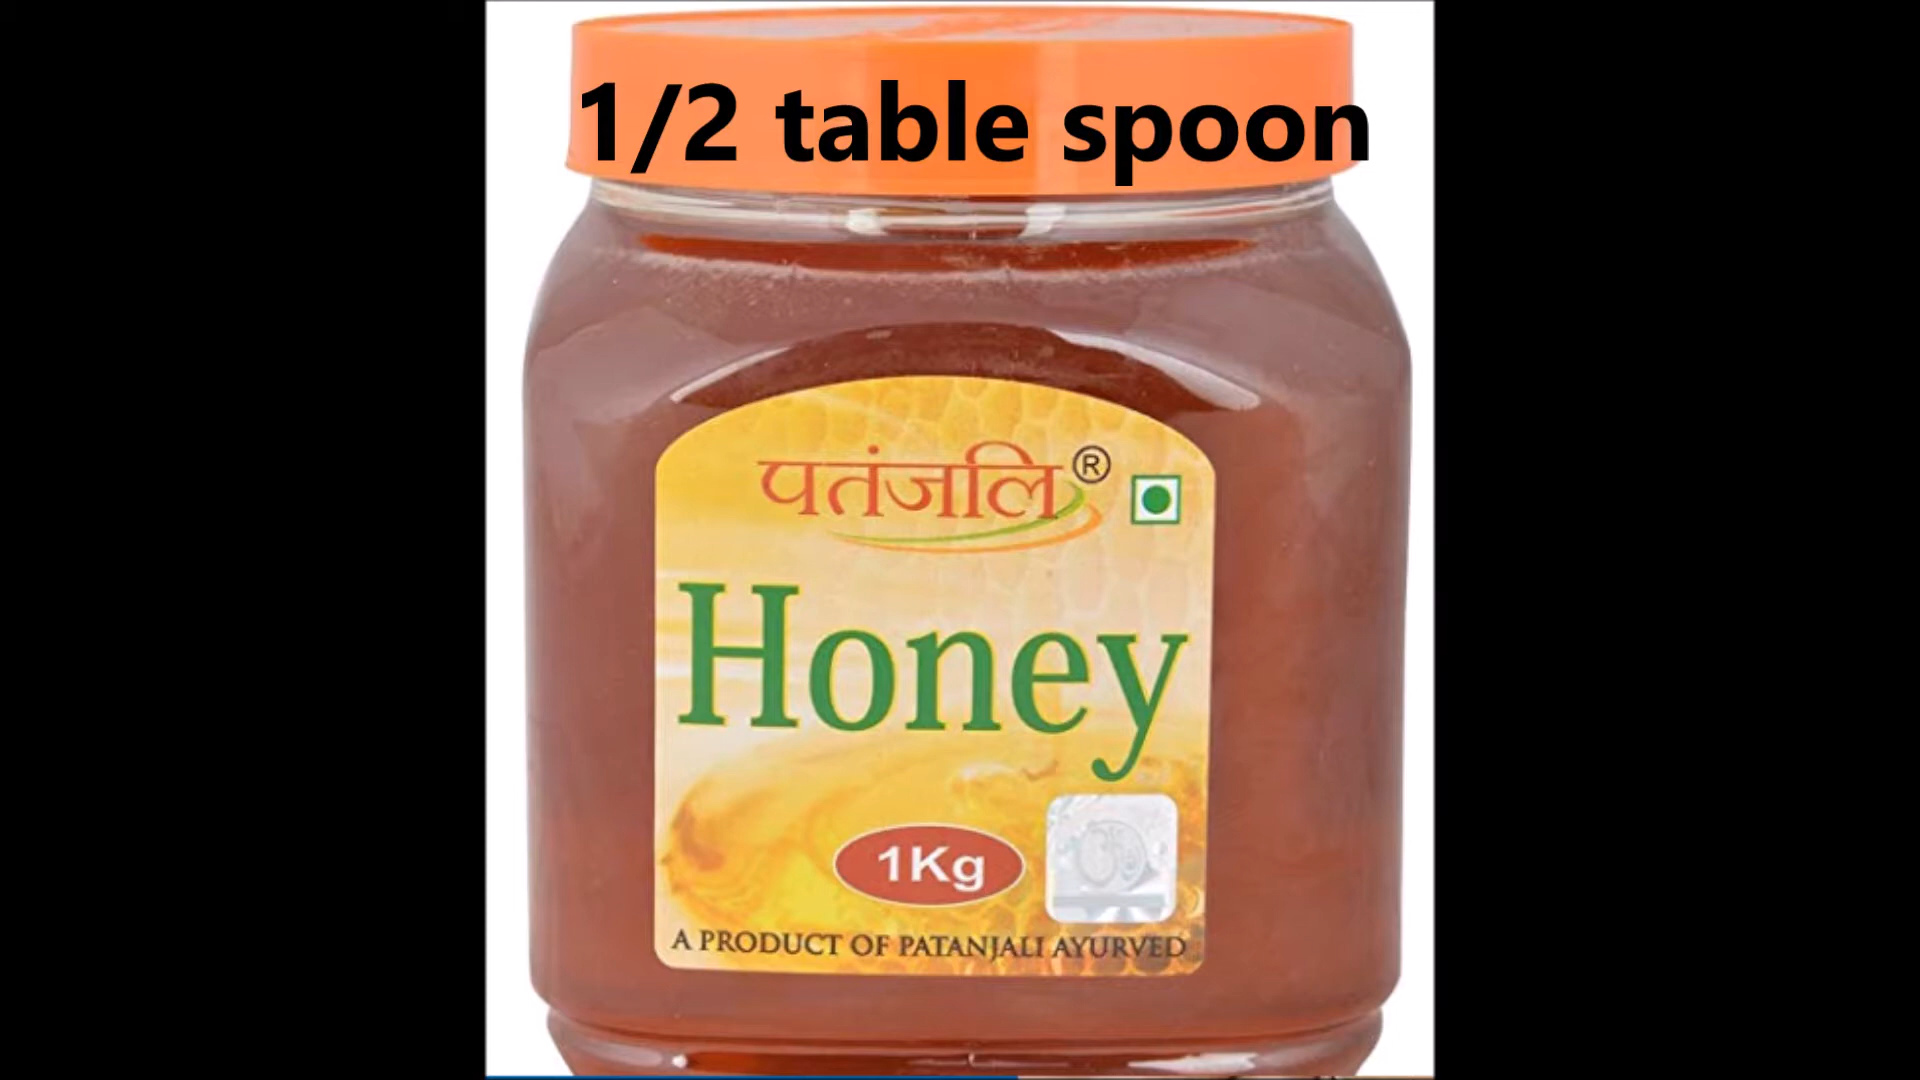 1/2 table spoon
पतंजलि®
Honey
1Kg
A PRODUCT OF PATANJALI AYURVED